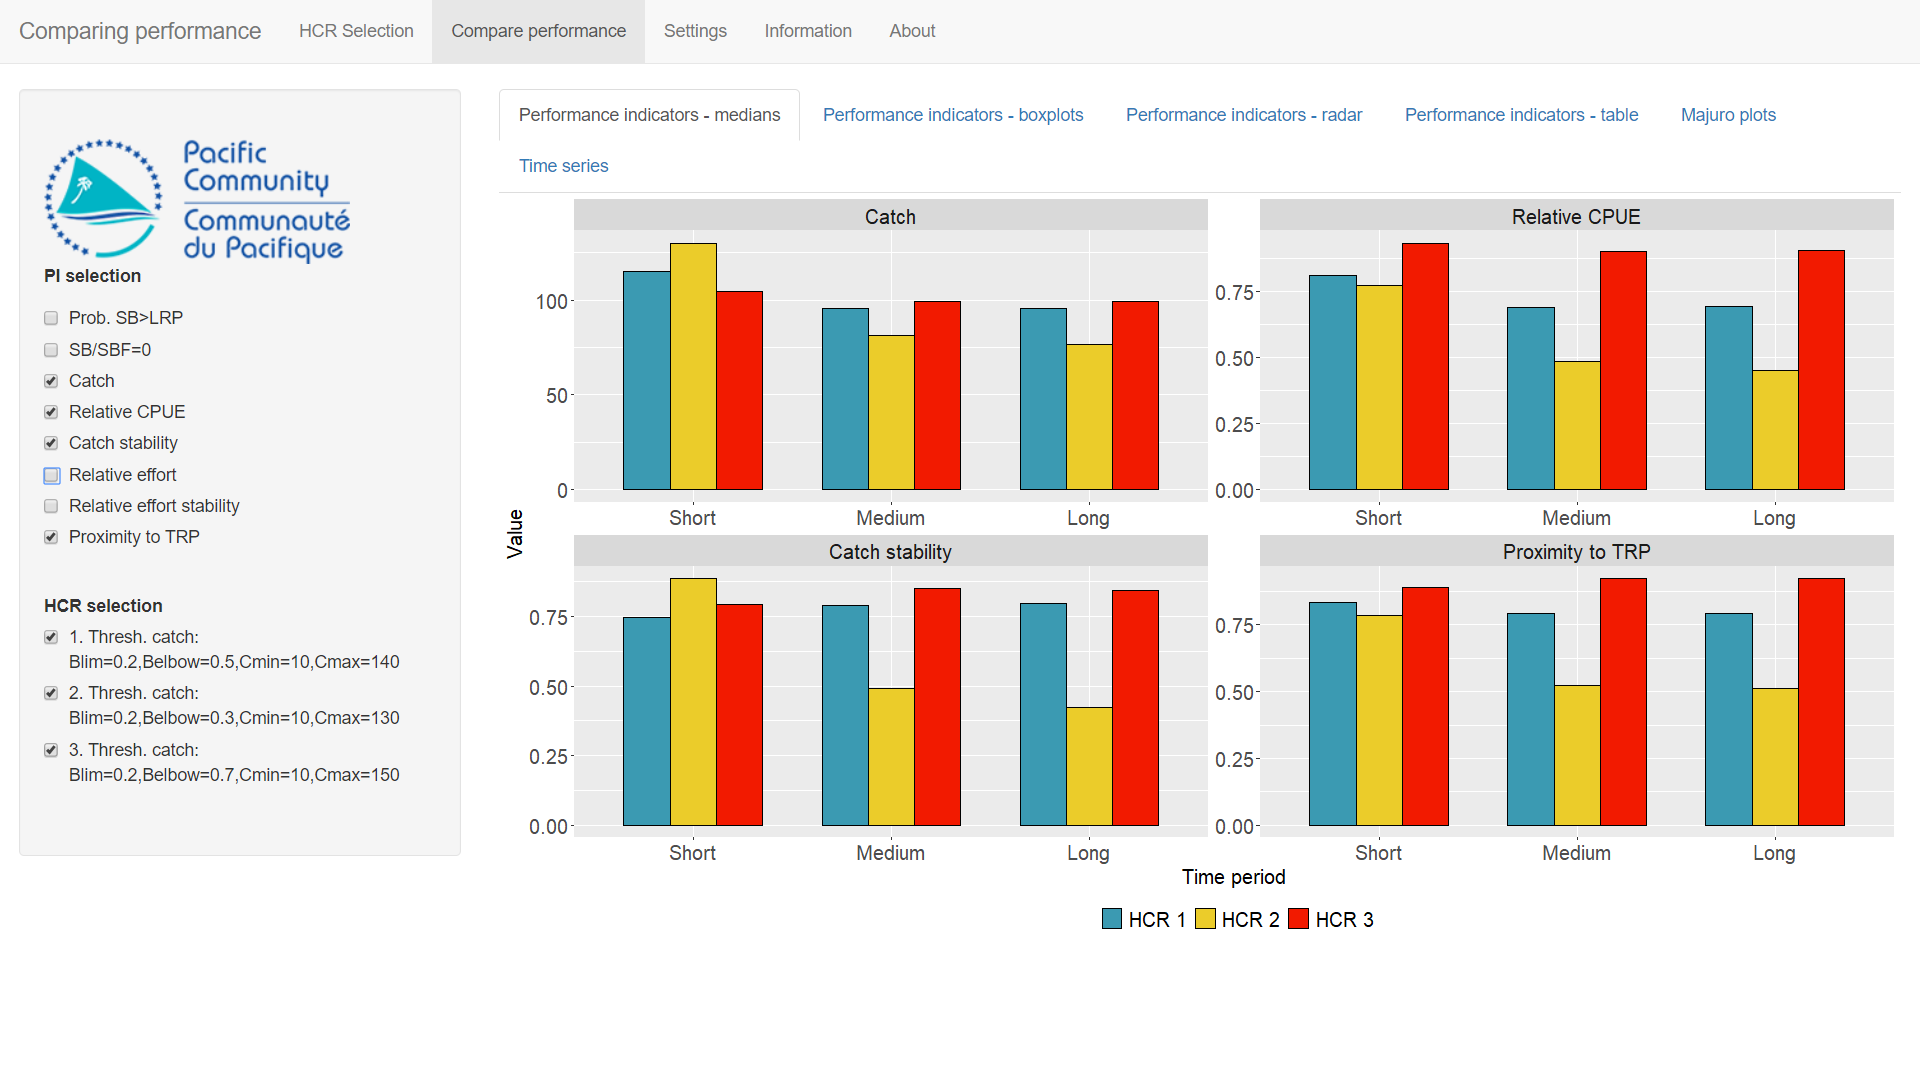 Comparing performance HCR Selection Compare performance Settings Information About
Pacific
Community
Communauté
du Pacifique
PI selection
Prob. SB>LRP
SB/SBF=0
Catch
Relative CPUE
Catch stability
Relative effort
Relative effort stability
Proximity to TRP
HCR selection
1. Thresh. catch:
Blim=0.2,Belbow=0.5,Cmin=10,Cmax=140
2. Thresh. catch:
Blim=0.2,Belbow=0.3,Cmin=10,Cmax=130
3. Thresh. catch:
Blim=0.2,Belbow=0.7,Cmin=10,Cmax=150
Performance indicators - medians Performance indicators - boxplots Performance indicators - radar Performance indicators - table Majuro plots
Time series
Value
Catch
100
50
0
Short Medium Long
Relative CPUE
0.75
0.50
0.25
0.00
Short Medium Long
Catch stability
0.75
0.50
0.25
0.00
Short Medium Long
Proximity to TRP
0.75
0.50
0.25
0.00
Short Medium Long
Time period
HCR 1 HCR 2 HCR 3